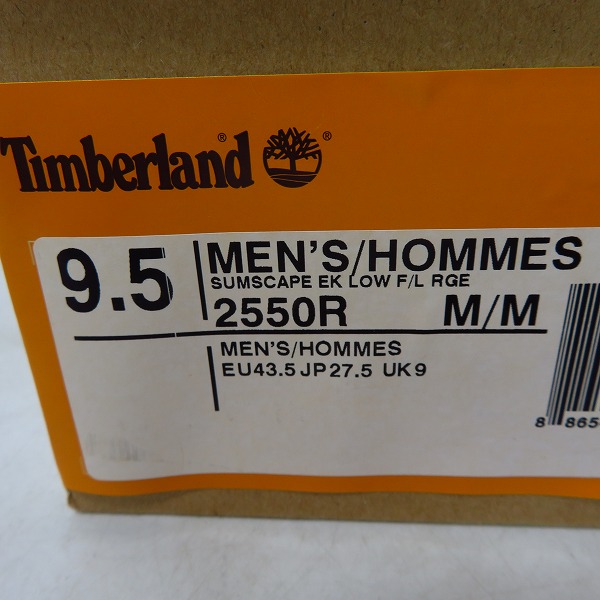 Timberland® ®
9.5
MEN'S/HOMMES
SUMSCAPE EK LOW F/L RGE
2550R M/M
MEN'S/HOMMES
EU43.5 JP27.5 UK9
8 865